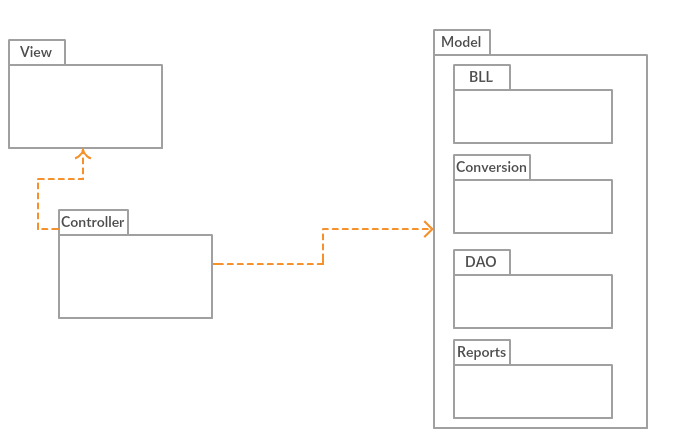 View
Controller
Model
BLL
Conversion
DAO
Reports